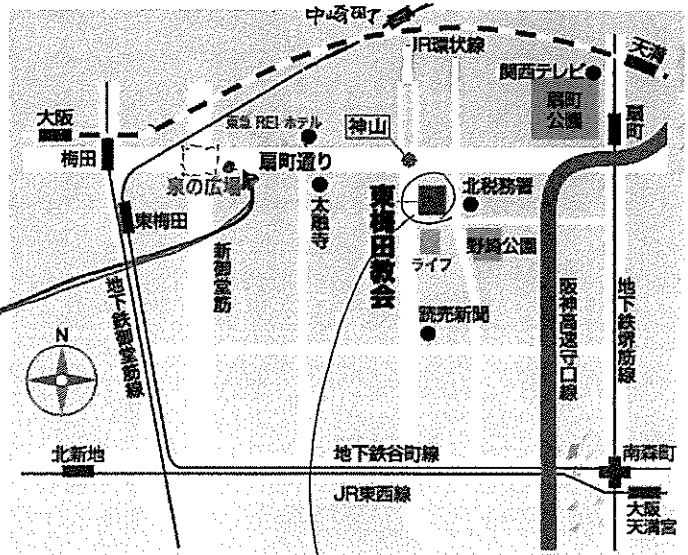 中崎町
JR環状線
天満
関西テレビ
扇町
公園
扇町
大阪
梅田
東急 REI ホテル
神山
泉の広場
扇町通り
太融寺
東梅田教会
北税務署
東梅田
新御堂筋
ライフ
野崎公園
読売新聞
地下鉄御堂筋線
阪神高速守口線
地下鉄堺筋線
N
北新地
地下鉄谷町線
南森町
JR東西線
大阪
天満宮